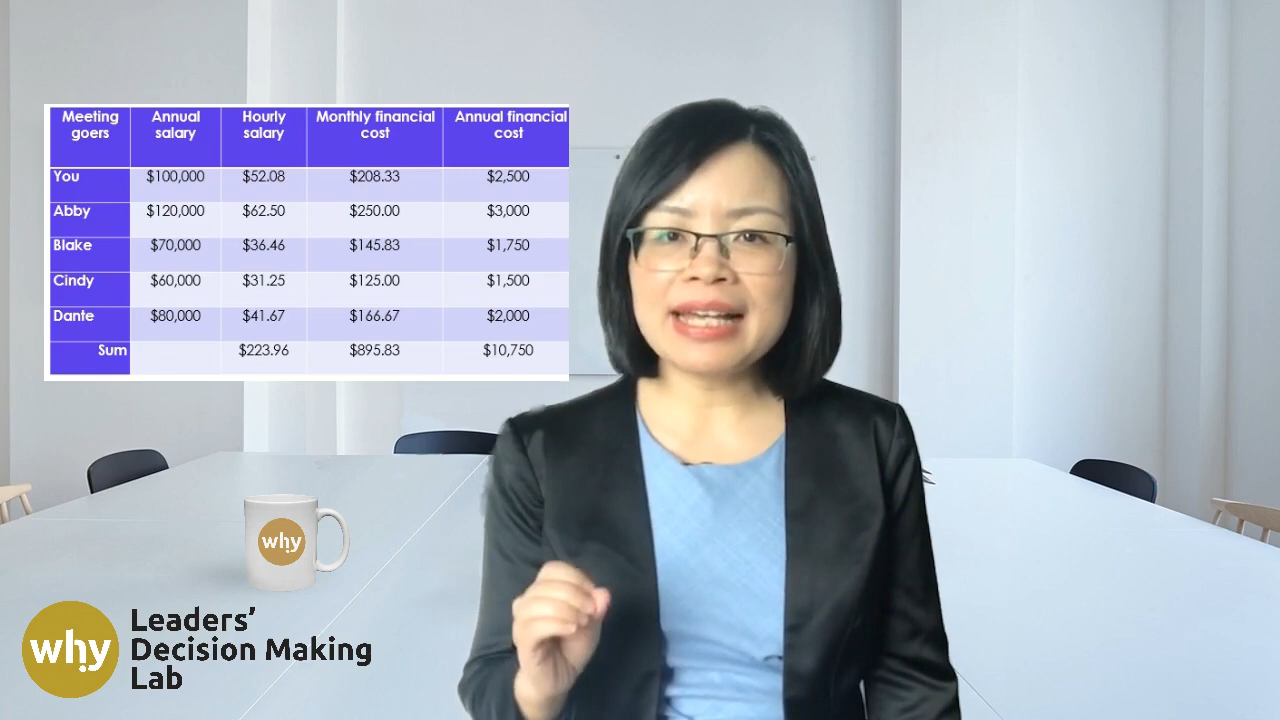 Meeting goers Annual salary Hourly salary Monthly financial cost Annual financial cost
You $100,000 $52.08 $208.33 $2,500
Abby $120,000 $62.50 $250.00 $3,000
Blake $70,000 $36.46 $145.83 $1,750
Cindy $60,000 $31.25 $125.00 $1,500
Dante $80,000 $41.67 $166.67 $2,000
Sum $223.96 $895.83 $10,750
why
why
Leaders'
Decision Making
Lab